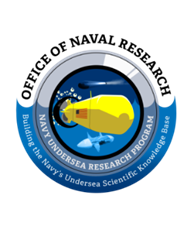 OFFICE OF NAVAL RESEARCH
NAVY UNDERSEA RESEARCH PROGRAM
Building the Navy's Undersea Scientific Knowledge Base